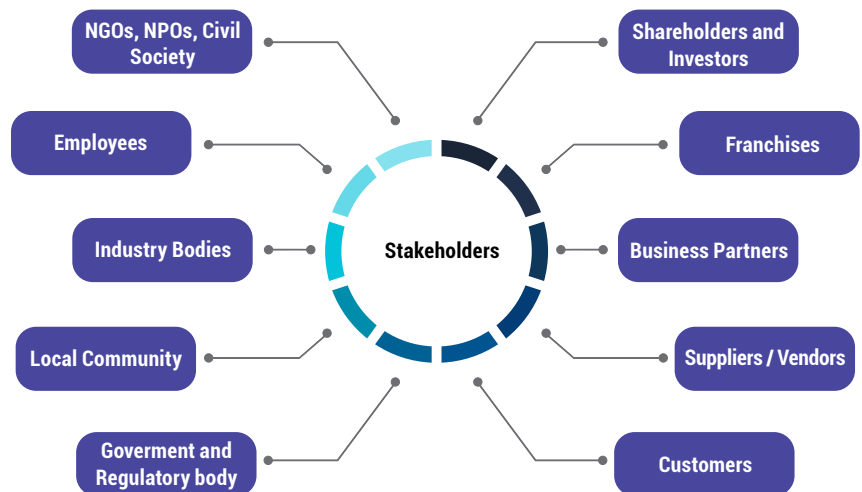 NGOs, NPOs, Civil
Society
Shareholders and
Investors
Employees
Franchises
Industry Bodies
Stakeholders
Business Partners
Local Community
Suppliers / Vendors
Goverment and
Regulatory body
Customers